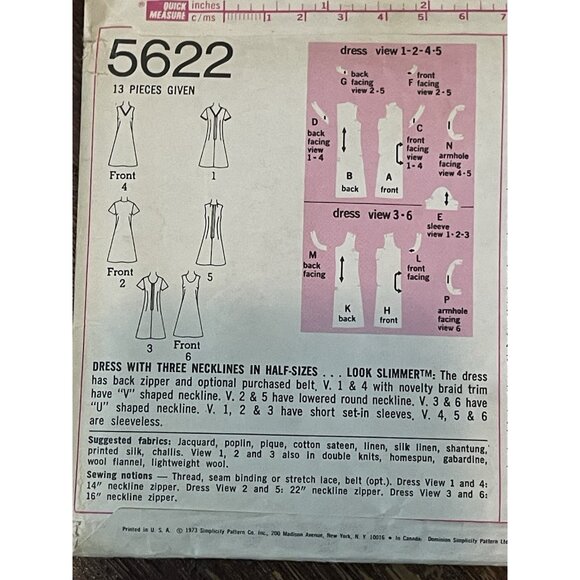 QUICK MEASURE inches 1 2 3
c/ms 1 2 3 4 5 6 7
5622
13 PIECES GIVEN
Front
4
1
Front
2
5
3
Front
6
dress view 1-2-4-5
G back facing view 2-5
F front facing view 2-5
D back facing view 1-4
C front facing view 1-4
N armhole facing view 4-5
B back
A front
E sleeve view 1-2-3
dress view 3-6
M back facing
L front facing
P armhole facing view 6
K back
H front
DRESS WITH THREE NECKLINES IN HALF-SIZES . . . LOOK SLIMMER™: The dress
has back zipper and optional purchased belt. V. 1 & 4 with novelty braid trim
have "V" shaped neckline. V. 2 & 5 have lowered round neckline. V. 3 & 6 have
"U" shaped neckline. V. 1, 2 & 3 have short set-in sleeves. V. 4, 5 & 6
are sleeveless.
Suggested fabrics: Jacquard, poplin, pique, cotton sateen, linen, silk linen, shantung,
printed silk, challis. View 1, 2 and 3 also in double knits, homespun, gabardine,
wool flannel, lightweight wool.
Sewing notions — Thread, seam binding or stretch lace, belt (opt.). Dress View 1 and 4:
14" neckline zipper. Dress View 2 and 5: 22" neckline zipper. Dress View 3 and 6:
16" neckline zipper.
Printed in U. S. A. © 1973 Simplicity Pattern Co. Inc., 200 Madison Avenue, New York, N. Y. 10016 • In Canada: Dominion Simplicity Pattern Ltd